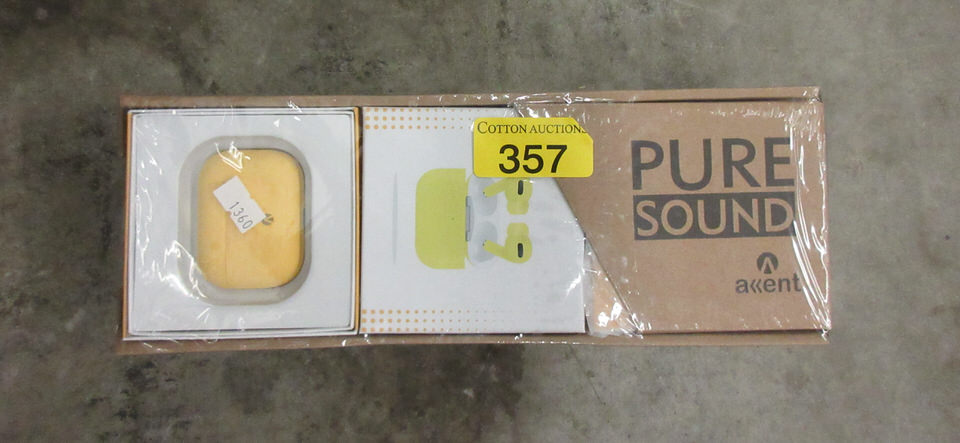 1360
COTTON AUCTIONS
357
PURE
SOUND
akent